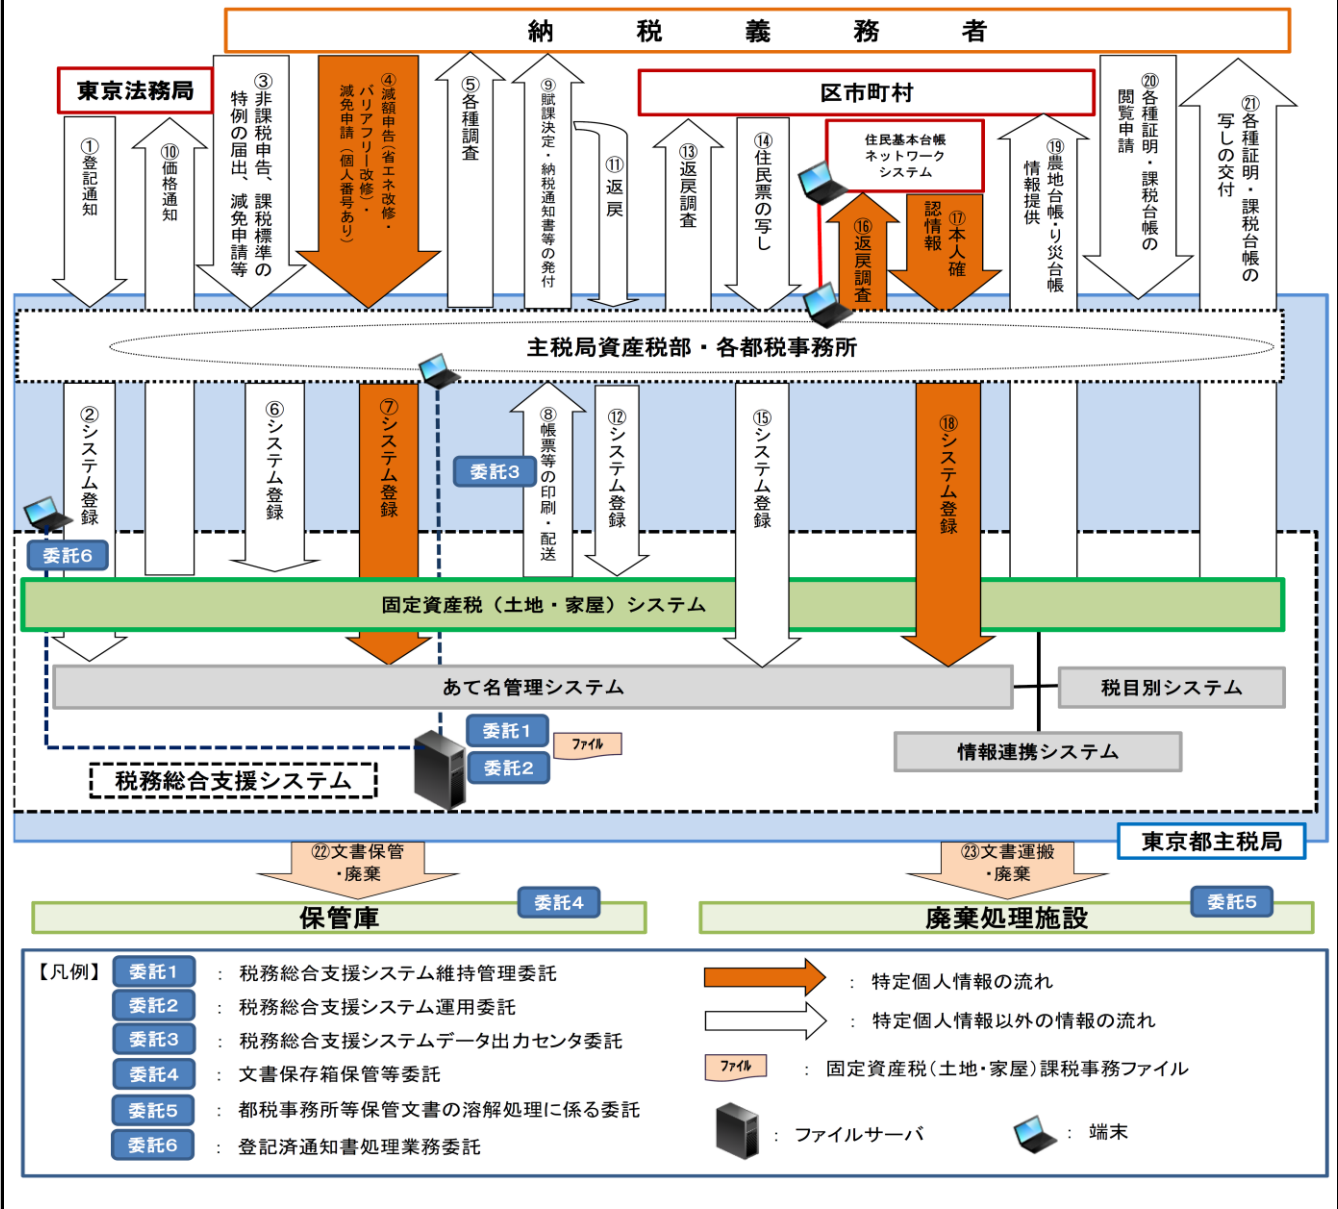 納税義務者
東京法務局
区市町村
住民基本台帳
ネットワーク
システム
①登記通知
⑩価格通知
③非課税申告、課税標準の
特例の届出、減免申請等
④減額申告(省エネ改修・
バリアフリー改修)・
減免申請(個人番号あり)
⑤各種調査
⑨賦課決定・納税通知書等の発付
⑪返戻
⑬返戻調査
⑭住民票の写し
⑯返戻調査
⑰本人確
認情報
⑲農地台帳・り災台帳
情報提供
⑳各種証明・課税台帳の
閲覧申請
㉑各種証明・課税台帳の
写しの交付
主税局資産税部・各都税事務所
②システム登録
⑥システム登録
⑦システム登録
委託3
⑧帳票等の印刷・配送
⑫システム登録
⑮システム登録
⑱システム登録
委託6
固定資産税（土地・家屋）システム
あて名管理システム
税目別システム
委託1
委託2
ファイル
情報連携システム
税務総合支援システム
東京都主税局
㉒文書保管
・廃棄
㉓文書運搬
・廃棄
保管庫
委託4
廃棄処理施設
委託5
【凡例】
委託1 ： 税務総合支援システム維持管理委託
委託2 ： 税務総合支援システム運用委託
委託3 ： 税務総合支援システムデータ出力センタ委託
委託4 ： 文書保存箱保管等委託
委託5 ： 都税事務所等保管文書の溶解処理に係る委託
委託6 ： 登記済通知書処理業務委託
： 特定個人情報の流れ
： 特定個人情報以外の情報の流れ
ファイル ： 固定資産税(土地・家屋)課税事務ファイル
： ファイルサーバ
： 端末